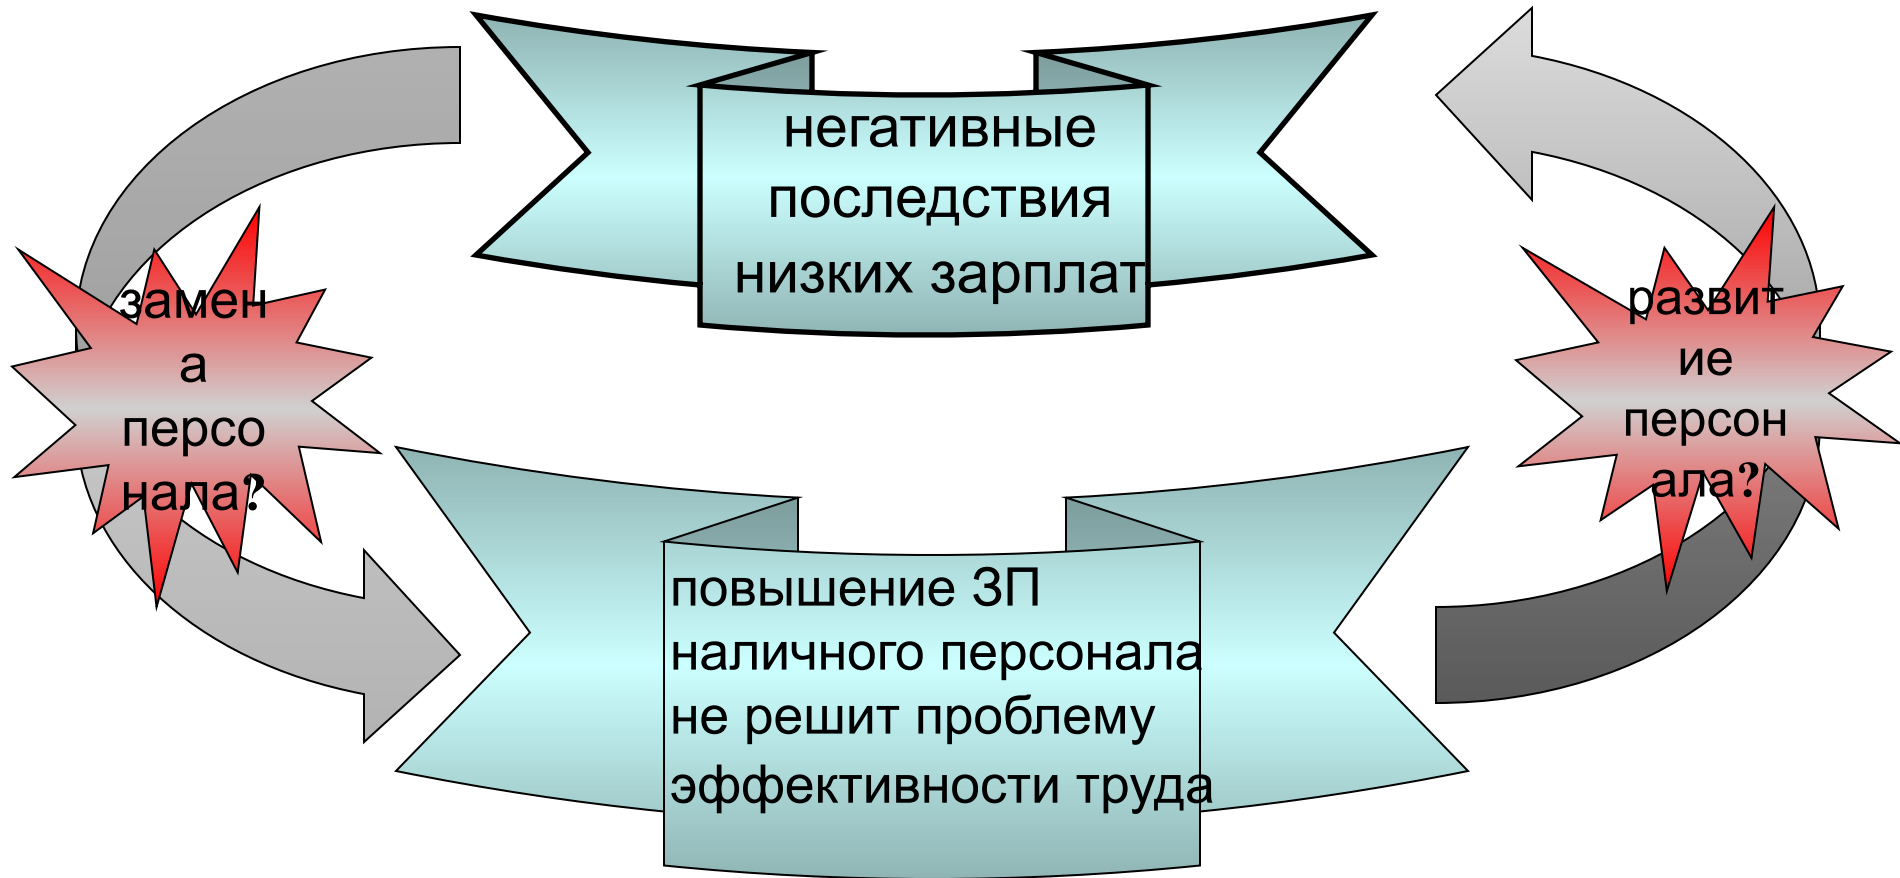 негативные
последствия
низких зарплат
замен
а
персо
нала?
развит
ие
персон
ала?
повышение ЗП
наличного персонала
не решит проблему
эффективности труда